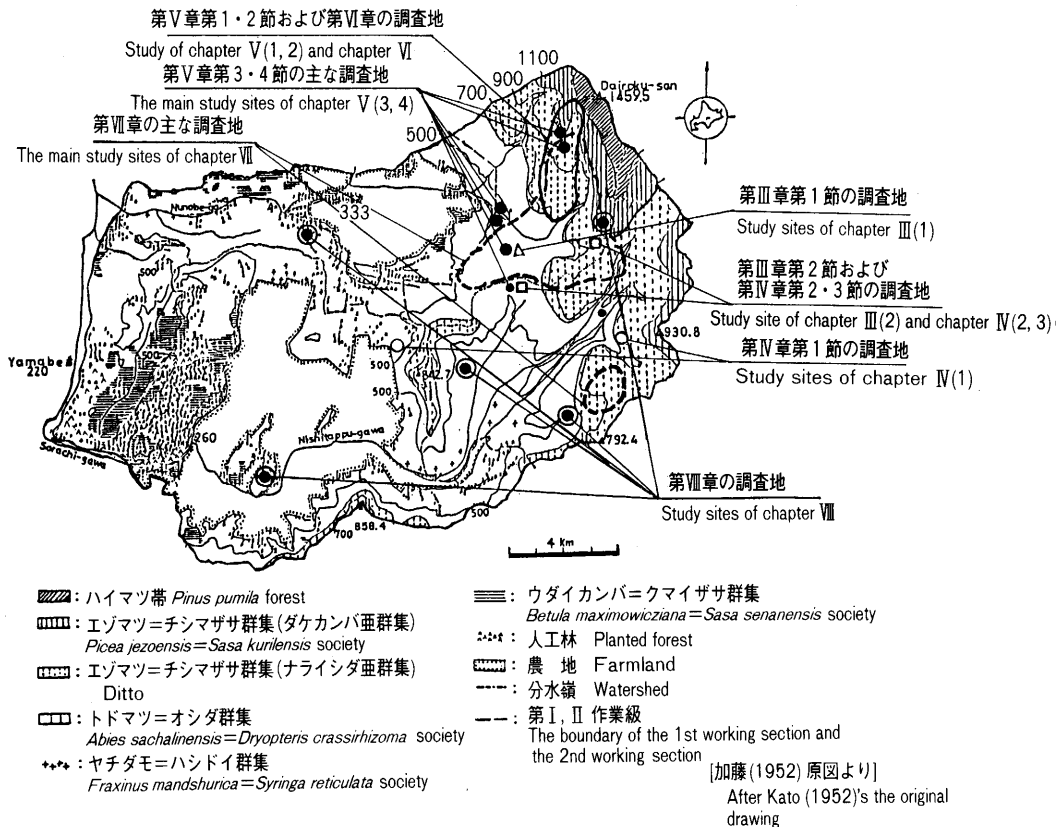 第Ⅴ章第1・2節および第Ⅵ章の調査地
Study of chapter Ⅴ(1, 2) and chapter Ⅵ
第Ⅴ章第3・4節の主な調査地
The main study sites of chapter Ⅴ(3, 4)
第Ⅶ章の主な調査地
The main study sites of chapter Ⅶ
1100
900
700
500
333
Dairoku-san
1459.5
第Ⅲ章第1節の調査地
Study sites of chapter Ⅲ(1)
第Ⅲ章第2節および
第Ⅳ章第2・3節の調査地
Study site of chapter Ⅲ(2) and chapter Ⅳ(2, 3)
930.8
第Ⅳ章第1節の調査地
Study sites of chapter Ⅳ(1)
500
500
Yamabe
220
500
500
792.4
260
Nishitappu-gawa
Sorachi-gawa
第Ⅷ章の調査地
Study sites of chapter Ⅷ
500
700
858.4
4 km
: ハイマツ帯 Pinus pumila forest
: エゾマツ=チシマザサ群集(ダケカンバ亜群集)
Picea jezoensis=Sasa kurilensis society
: エゾマツ=チシマザサ群集(ナライシダ亜群集)
Ditto
: トドマツ=オシダ群集
Abies sachalinensis=Dryopteris crassirhizoma society
: ヤチダモ=ハシドイ群集
Fraxinus mandshurica=Syringa reticulata society
: ウダイカンバ=クマイザサ群集
Betula maximowicziana=Sasa senanensis society
: 人工林 Planted forest
: 農 地 Farmland
: 分水嶺 Watershed
: 第Ⅰ, Ⅱ 作業級
The boundary of the 1st working section and
the 2nd working section
[加藤(1952) 原図より]
After Kato (1952)'s the original
drawing